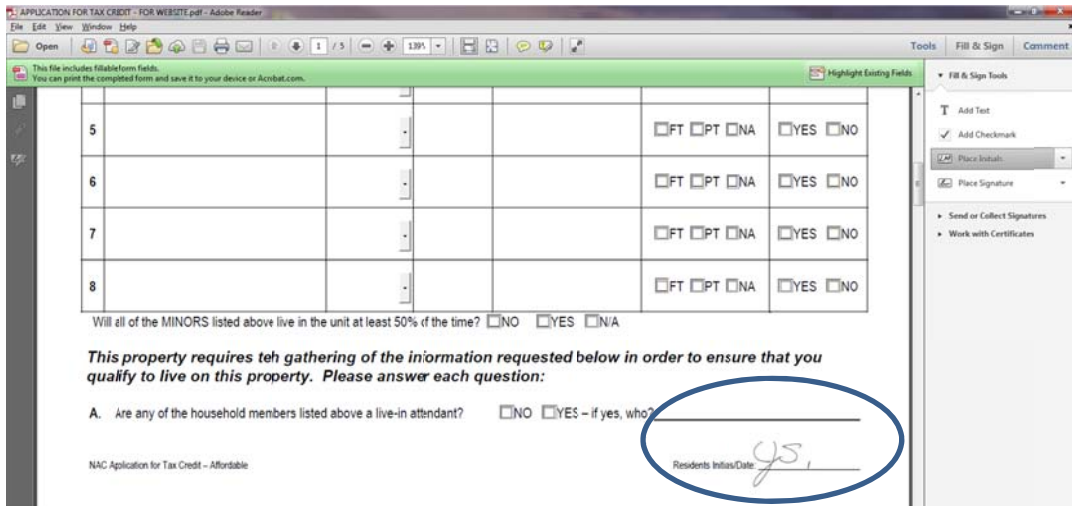 APPLICATION FOR TAX CREDIT - FOR WEBSITE.pdf - Adobe Reader
File Edit View Window Help
Open 1 / 5 139% Tools Fill & Sign Comment
This file includes fillable form fields.
You can print the completed form and save it to your device or Acrobat.com.
Highlight Existing Fields
Fill & Sign Tools
T Add Text
Add Checkmark
Place Initials
Place Signature
Send or Collect Signatures
Work with Certificates
5 FT PT NA YES NO
6 FT PT NA YES NO
7 FT PT NA YES NO
8 FT PT NA YES NO
Will all of the MINORS listed above live in the unit at least 50% of the time? NO YES N/A
This property requires teh gathering of the information requested below in order to ensure that you
qualify to live on this property. Please answer each question:
A. Are any of the household members listed above a live-in attendant? NO YES – if yes, who?
NAC Application for Tax Credit – Affordable Residents Initials/Date: